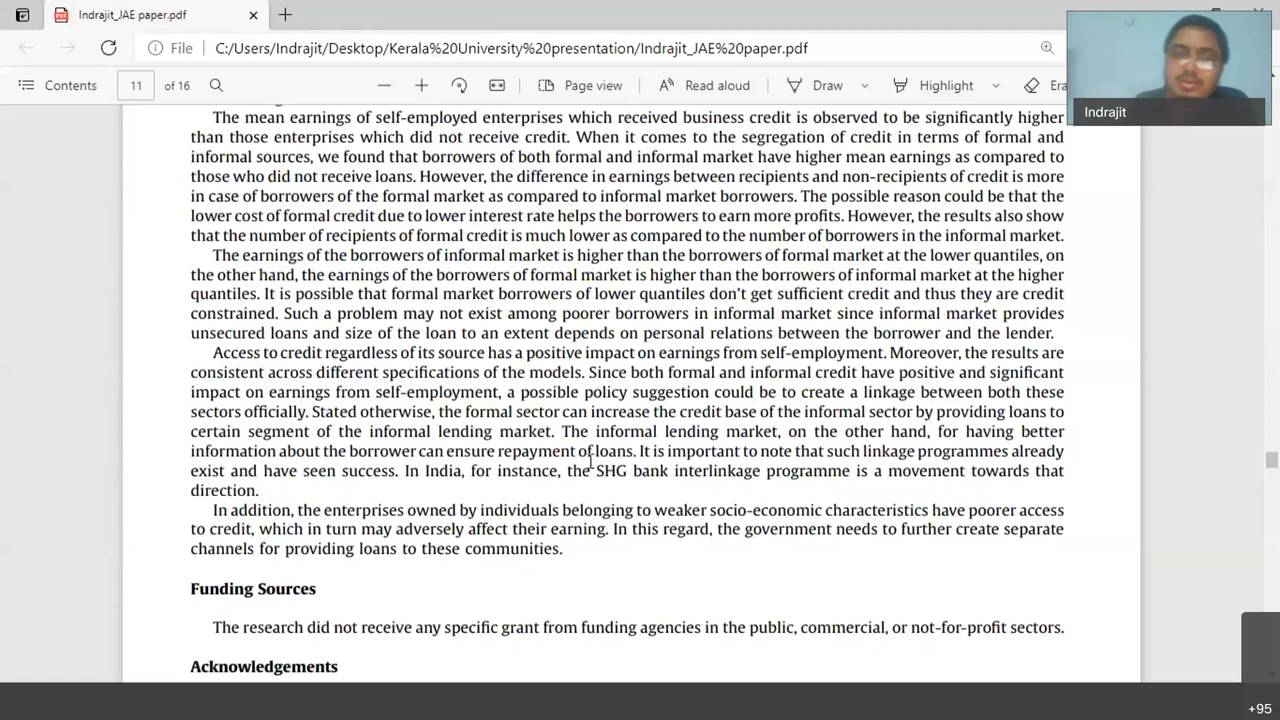 Indrajit_JAE paper.pdf
File
C:/Users/Indrajit/Desktop/Kerala%20University%20presentation/Indrajit_JAE%20paper.pdf
Contents
11
of 16
Page view
Read aloud
Draw
Highlight
Era
Indrajit
The mean earnings of self-employed enterprises which received business credit is observed to be significantly higher
than those enterprises which did not receive credit. When it comes to the segregation of credit in terms of formal and
informal sources, we found that borrowers of both formal and informal market have higher mean earnings as compared to
those who did not receive loans. However, the difference in earnings between recipients and non-recipients of credit is more
in case of borrowers of the formal market as compared to informal market borrowers. The possible reason could be that the
lower cost of formal credit due to lower interest rate helps the borrowers to earn more profits. However, the results also show
that the number of recipients of formal credit is much lower as compared to the number of borrowers in the informal market.
The earnings of the borrowers of informal market is higher than the borrowers of formal market at the lower quantiles, on
the other hand, the earnings of the borrowers of formal market is higher than the borrowers of informal market at the higher
quantiles. It is possible that formal market borrowers of lower quantiles don't get sufficient credit and thus they are credit
constrained. Such a problem may not exist among poorer borrowers in informal market since informal market provides
unsecured loans and size of the loan to an extent depends on personal relations between the borrower and the lender.
Access to credit regardless of its source has a positive impact on earnings from self-employment. Moreover, the results are
consistent across different specifications of the models. Since both formal and informal credit have positive and significant
impact on earnings from self-employment, a possible policy suggestion could be to create a linkage between both these
sectors officially. Stated otherwise, the formal sector can increase the credit base of the informal sector by providing loans to
certain segment of the informal lending market. The informal lending market, on the other hand, for having better
information about the borrower can ensure repayment of loans. It is important to note that such linkage programmes already
exist and have seen success. In India, for instance, the SHG bank interlinkage programme is a movement towards that
direction.
In addition, the enterprises owned by individuals belonging to weaker socio-economic characteristics have poorer access
to credit, which in turn may adversely affect their earning. In this regard, the government needs to further create separate
channels for providing loans to these communities.
Funding Sources
The research did not receive any specific grant from funding agencies in the public, commercial, or not-for-profit sectors.
Acknowledgements
+95